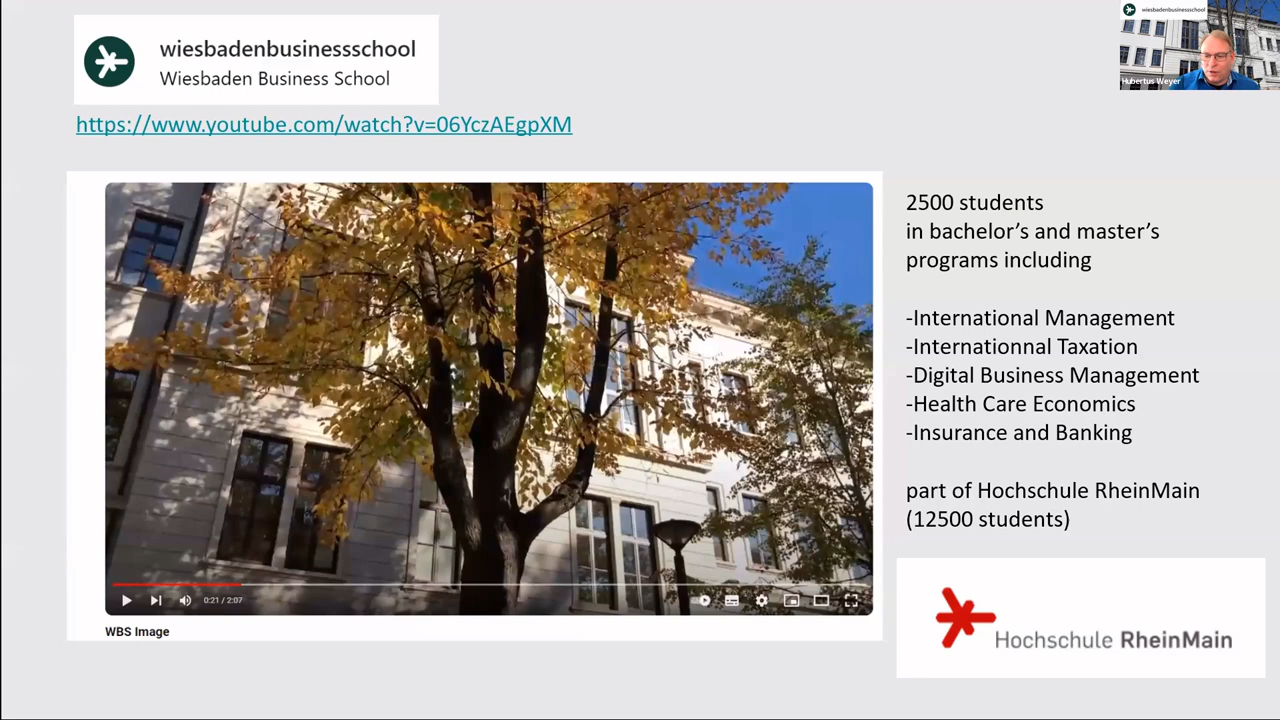 wiesbadenbusinessschool
Wiesbaden Business School
wiesbadenbusinessschool
Hubertus Weyer
https://www.youtube.com/watch?v=06YczAEgpXM
2500 students
in bachelor’s and master’s
programs including
-International Management
-Internationnal Taxation
-Digital Business Management
-Health Care Economics
-Insurance and Banking
part of Hochschule RheinMain
(12500 students)
0:21 / 2:07
WBS Image
Hochschule RheinMain